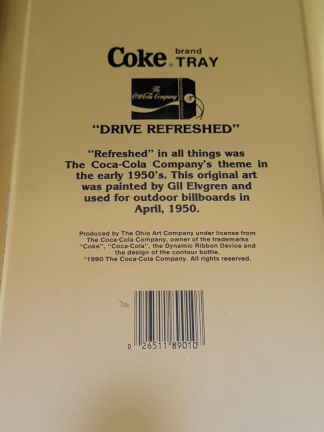 Coke® brand TRAY
The
Coca-Cola Company
"DRIVE REFRESHED"
"Refreshed" in all things was
The Coca-Cola Company's theme in
the early 1950's. This original art
was painted by Gil Elvgren and
used for outdoor billboards in
April, 1950.
Produced by The Ohio Art Company under license from
The Coca-Cola Company, owner of the trademarks
"Coke", "Coca-Cola", the Dynamic Ribbon Device and
the design of the contour bottle.
©1990 The Coca-Cola Company. All rights reserved.
0 26511 89010